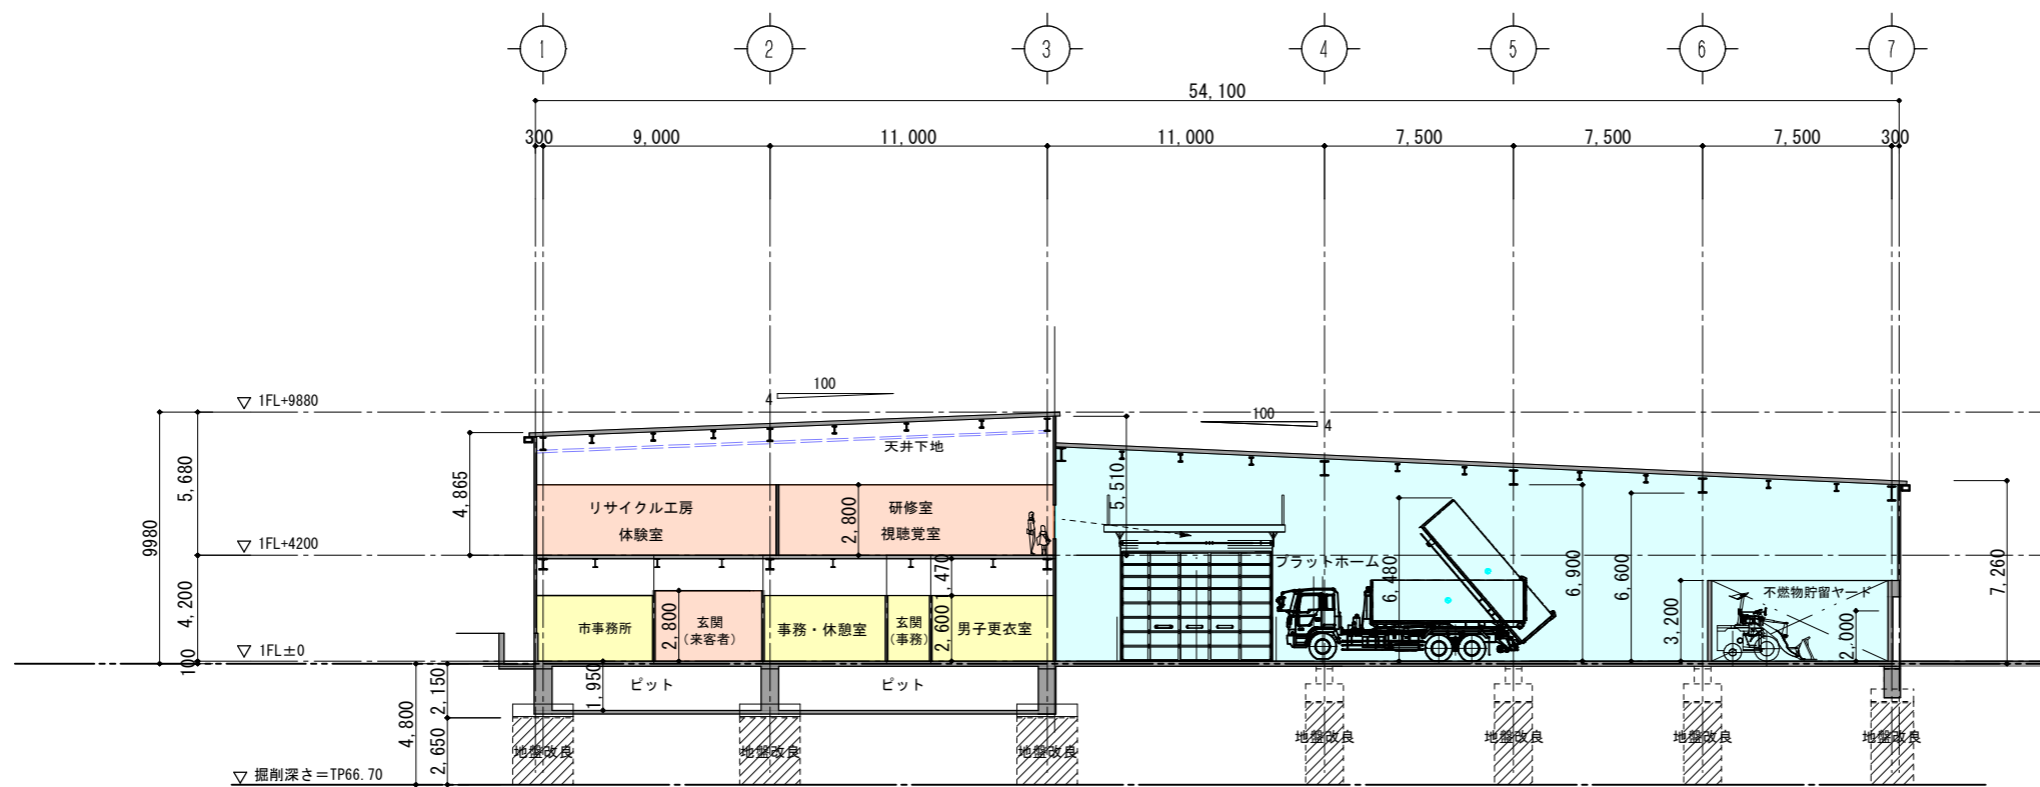 1 2 3 4 5 6 7
54,100
300 9,000 11,000 11,000 7,500 7,500 7,500 300
100
4
100
4
▽ 1FL+9880
天井下地
5,680
4,865
5,510
9980
リサイクル工房
体験室
2,800
研修室
視聴覚室
▽ 1FL+4200
プラットホーム
6,480
6,900
6,600
7,260
4,200
1,470
3,200
不燃物貯留ヤード
2,000
市事務所
2,800
玄関
(来客者)
事務・休憩室
玄関
(事務)
2,600
男子更衣室
▽ 1FL±0
100
ピット
1,950
ピット
2,150
4,800
2,650
地盤改良 地盤改良 地盤改良 地盤改良 地盤改良 地盤改良 地盤改良
▽ 掘削深さ＝TP66.70